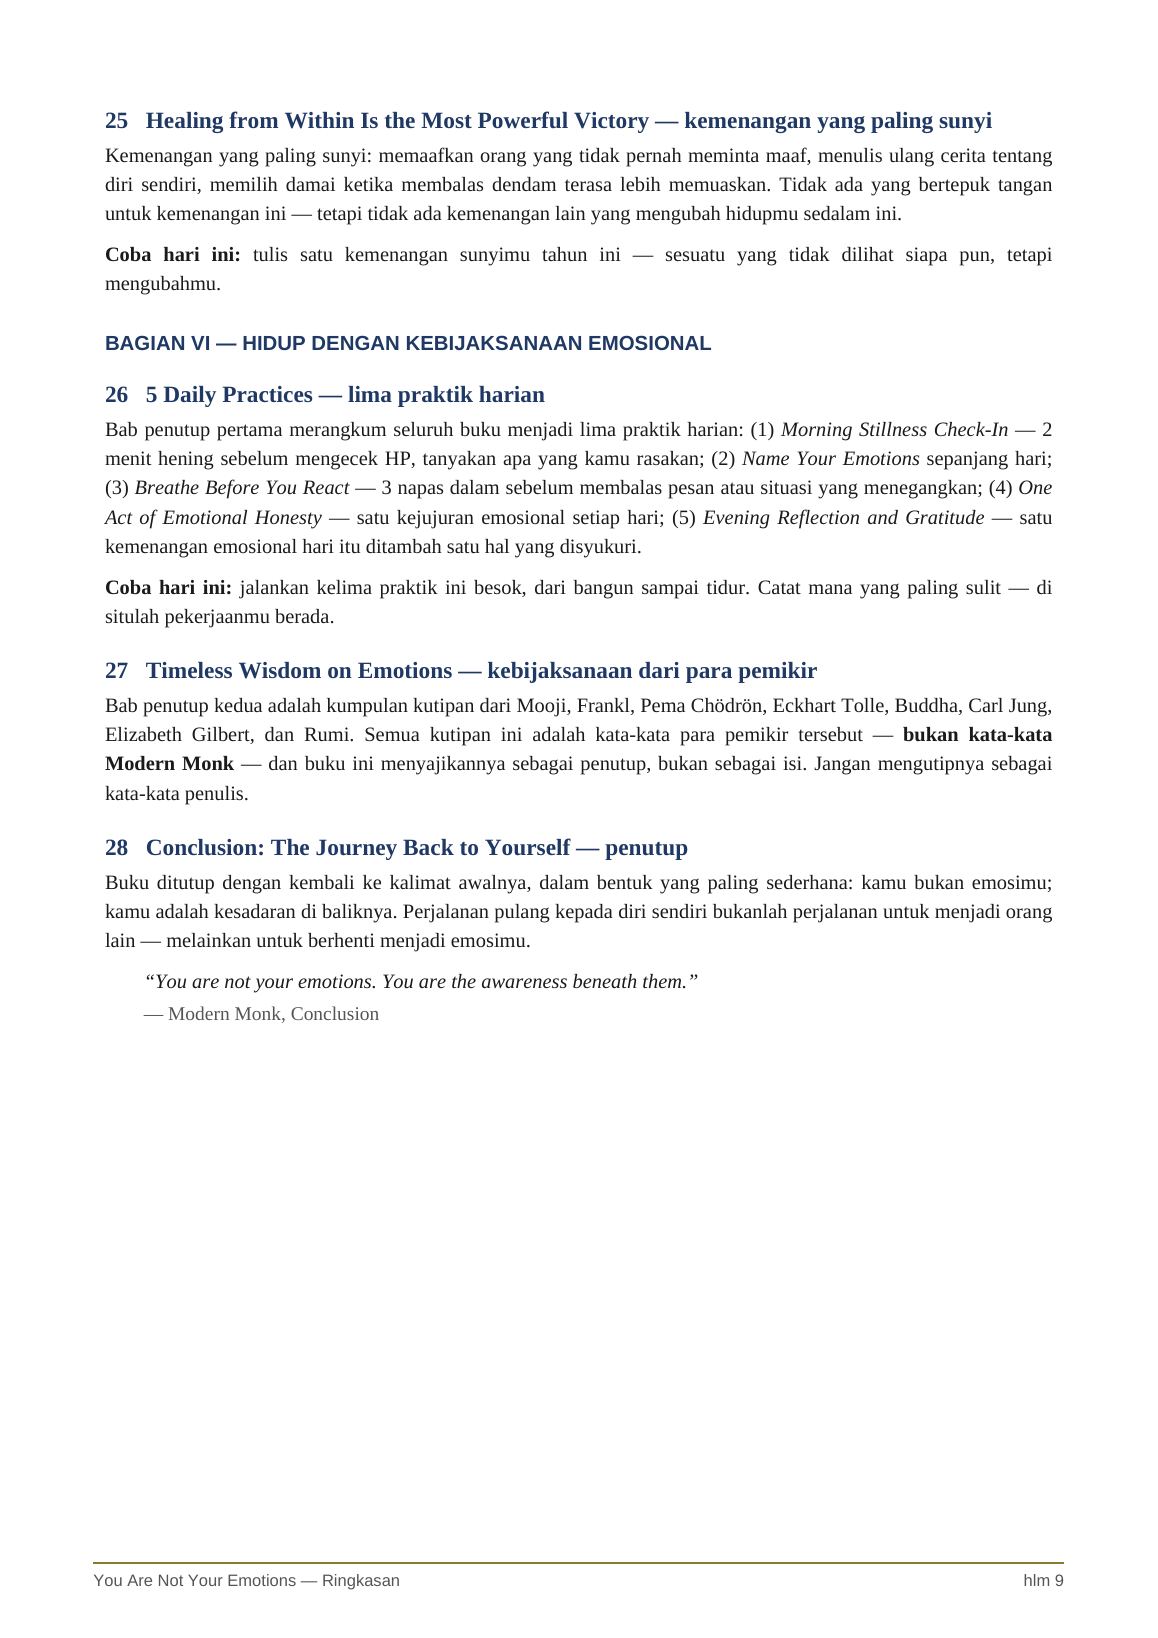 25 Healing from Within Is the Most Powerful Victory — kemenangan yang paling sunyi
Kemenangan yang paling sunyi: memaafkan orang yang tidak pernah meminta maaf, menulis ulang cerita tentang
diri sendiri, memilih damai ketika membalas dendam terasa lebih memuaskan. Tidak ada yang bertepuk tangan
untuk kemenangan ini — tetapi tidak ada kemenangan lain yang mengubah hidupmu sedalam ini.
Coba hari ini: tulis satu kemenangan sunyimu tahun ini — sesuatu yang tidak dilihat siapa pun, tetapi
mengubahmu.
BAGIAN VI — HIDUP DENGAN KEBIJAKSANAAN EMOSIONAL
26 5 Daily Practices — lima praktik harian
Bab penutup pertama merangkum seluruh buku menjadi lima praktik harian: (1) Morning Stillness Check-In — 2
menit hening sebelum mengecek HP, tanyakan apa yang kamu rasakan; (2) Name Your Emotions sepanjang hari;
(3) Breathe Before You React — 3 napas dalam sebelum membalas pesan atau situasi yang menegangkan; (4) One
Act of Emotional Honesty — satu kejujuran emosional setiap hari; (5) Evening Reflection and Gratitude — satu
kemenangan emosional hari itu ditambah satu hal yang disyukuri.
Coba hari ini: jalankan kelima praktik ini besok, dari bangun sampai tidur. Catat mana yang paling sulit — di
situlah pekerjaanmu berada.
27 Timeless Wisdom on Emotions — kebijaksanaan dari para pemikir
Bab penutup kedua adalah kumpulan kutipan dari Mooji, Frankl, Pema Chödrön, Eckhart Tolle, Buddha, Carl Jung,
Elizabeth Gilbert, dan Rumi. Semua kutipan ini adalah kata-kata para pemikir tersebut — bukan kata-kata
Modern Monk — dan buku ini menyajikannya sebagai penutup, bukan sebagai isi. Jangan mengutipnya sebagai
kata-kata penulis.
28 Conclusion: The Journey Back to Yourself — penutup
Buku ditutup dengan kembali ke kalimat awalnya, dalam bentuk yang paling sederhana: kamu bukan emosimu;
kamu adalah kesadaran di baliknya. Perjalanan pulang kepada diri sendiri bukanlah perjalanan untuk menjadi orang
lain — melainkan untuk berhenti menjadi emosimu.
“You are not your emotions. You are the awareness beneath them.”
— Modern Monk, Conclusion
You Are Not Your Emotions — Ringkasan
hlm 9